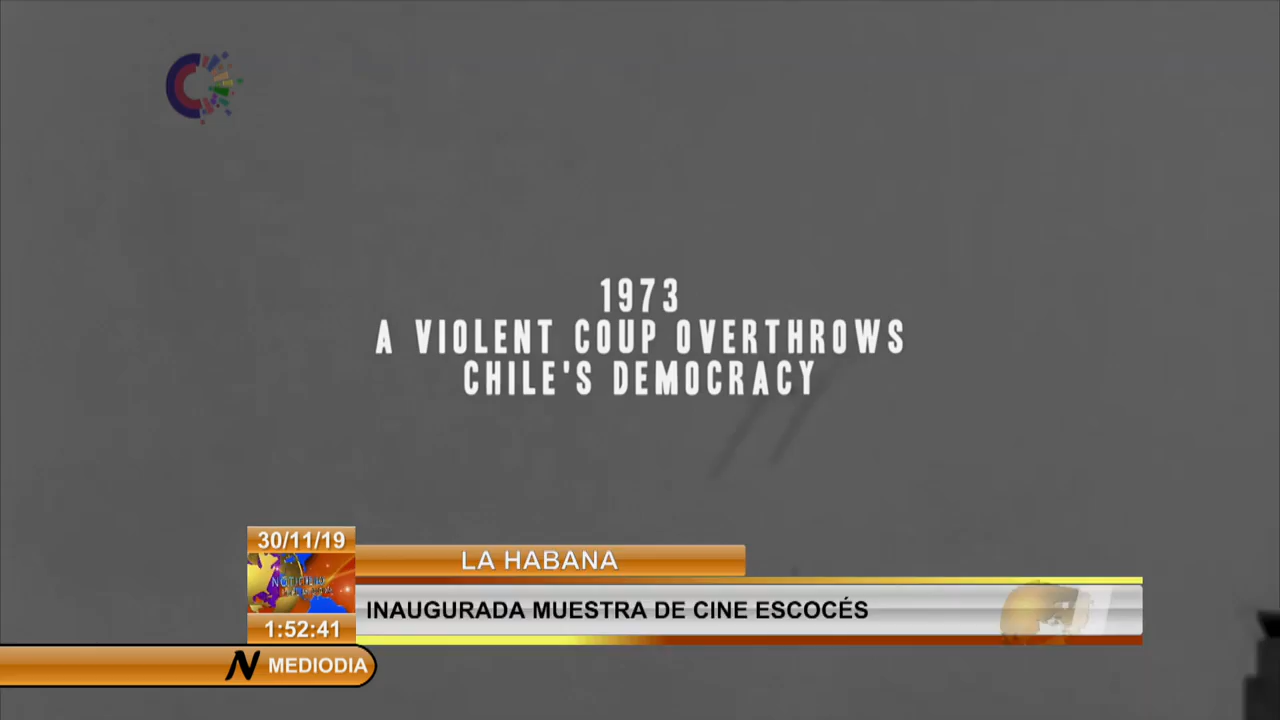 1973
A VIOLENT COUP OVERTHROWS
CHILE'S DEMOCRACY
30/11/19
LA HABANA
NOTICIERO
INAUGURADA MUESTRA DE CINE ESCOCÉS
1:52:41
N MEDIODIA